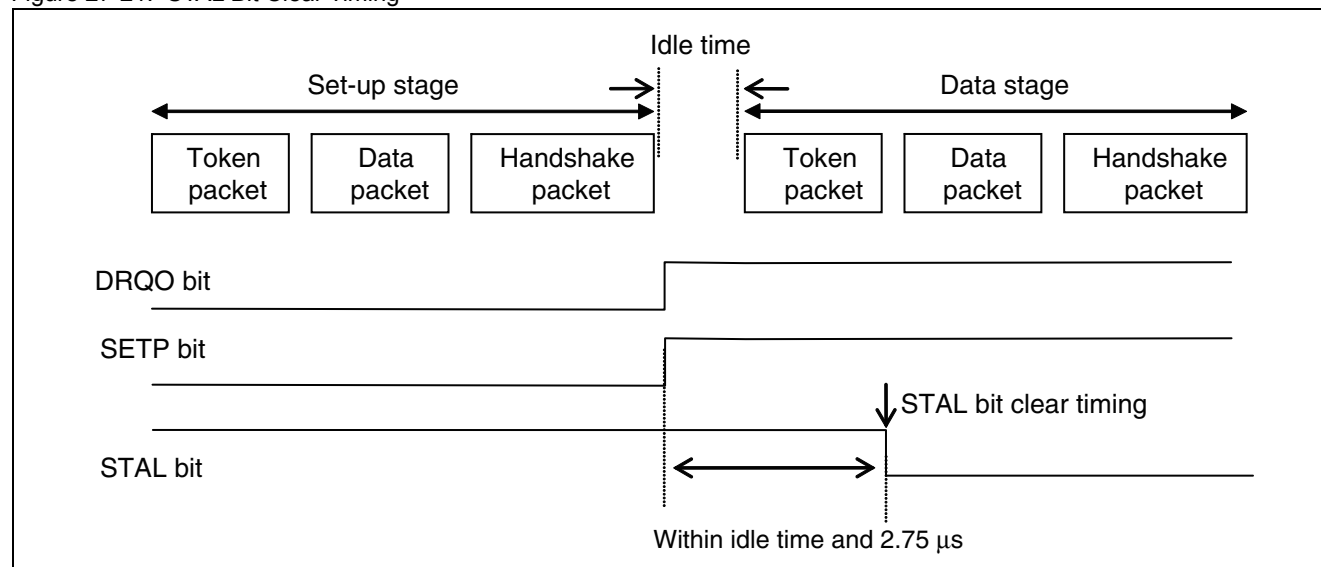 Idle time
Set-up stage
Data stage
Token packet
Data packet
Handshake packet
Token packet
Data packet
Handshake packet
DRQO bit
SETP bit
STAL bit clear timing
STAL bit
Within idle time and 2.75 μs